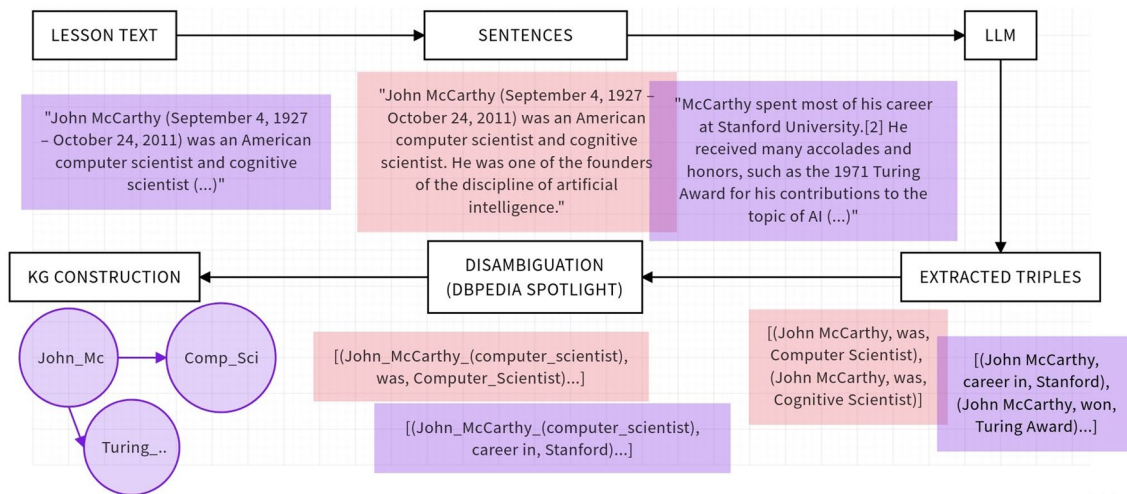 LESSON TEXT
SENTENCES
LLM
"John McCarthy (September 4, 1927
– October 24, 2011) was an American
computer scientist and cognitive
scientist (...)"
"John McCarthy (September 4, 1927 –
October 24, 2011) was an American
computer scientist and cognitive
scientist. He was one of the founders
of the discipline of artificial
intelligence."
"McCarthy spent most of his career
at Stanford University.[2] He
received many accolades and
honors, such as the 1971 Turing
Award for his contributions to the
topic of AI (...)"
KG CONSTRUCTION
DISAMBIGUATION
(DBPEDIA SPOTLIGHT)
EXTRACTED TRIPLES
John_Mc
Comp_Sci
Turing_..
[(John_McCarthy_(computer_scientist),
was, Computer_Scientist)...]
[(John_McCarthy_(computer_scientist),
career in, Stanford)...]
[(John McCarthy, was,
Computer Scientist),
(John McCarthy, was,
Cognitive Scientist)]
[(John McCarthy,
career in, Stanford),
(John McCarthy, won,
Turing Award)...]